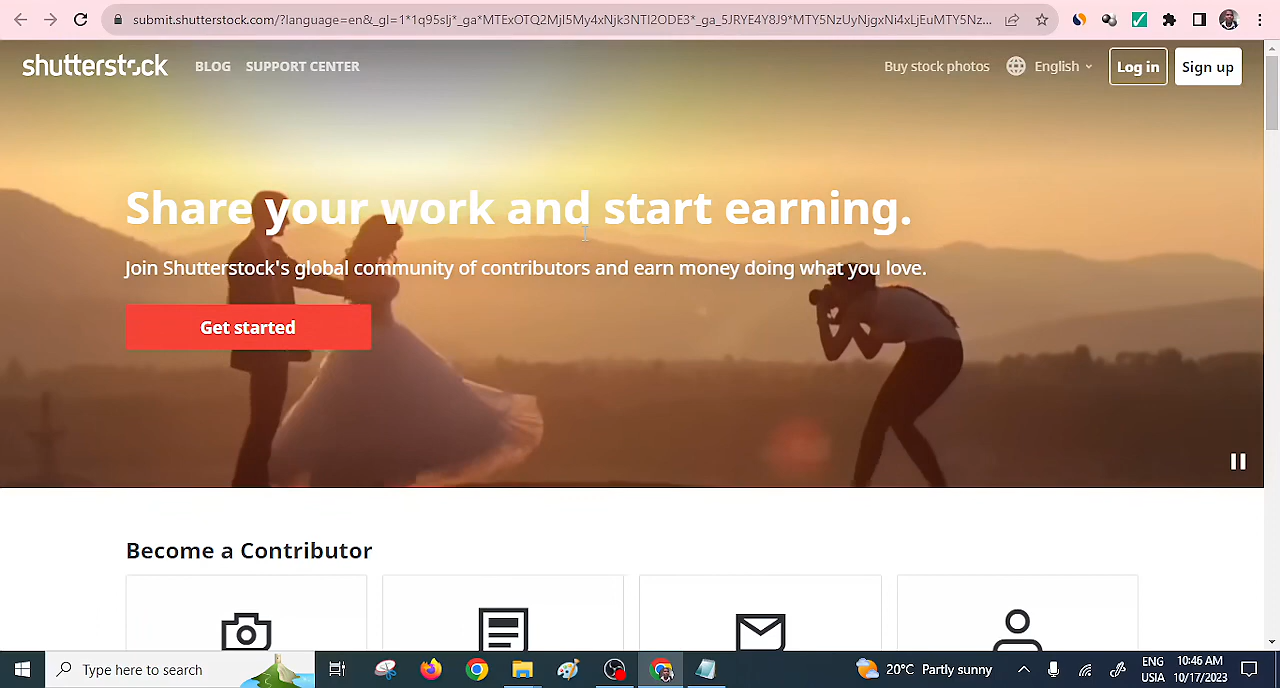 submit.shutterstock.com/?language=en&_gl=1*1q95slj*_ga*MTExOTQ2MjI5My4xNjk3NTI2ODE3*_ga_5JRYE4Y8J9*MTY5NzUyNjgxNi4xLjEuMTY5Nz...
shutterstock BLOG SUPPORT CENTER Buy stock photos English Log in Sign up
Share your work and start earning.
Join Shutterstock's global community of contributors and earn money doing what you love.
Get started
Become a Contributor
Type here to search 20°C Partly sunny ENG USIA 10:46 AM 10/17/2023